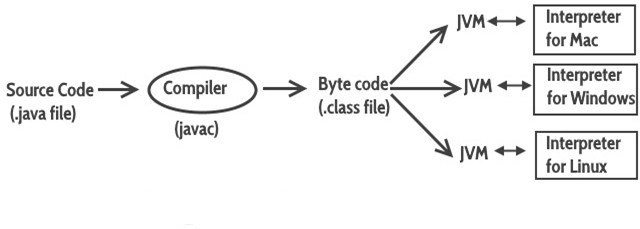 Source Code
(.java file)
Compiler
(javac)
Byte code
(.class file)
JVM
Interpreter
for Mac
JVM
Interpreter
for Windows
JVM
Interpreter
for Linux